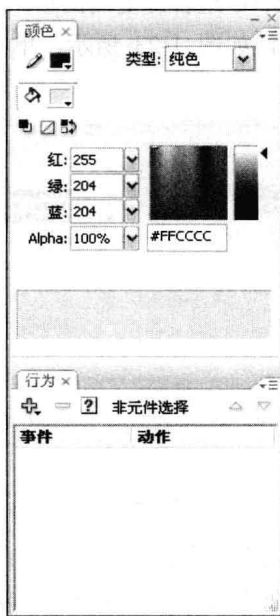 颜色 ×
类型: 纯色
红: 255
绿: 204
蓝: 204
Alpha: 100% #FFCCCC
行为 ×
? 非元件选择
事件 动作